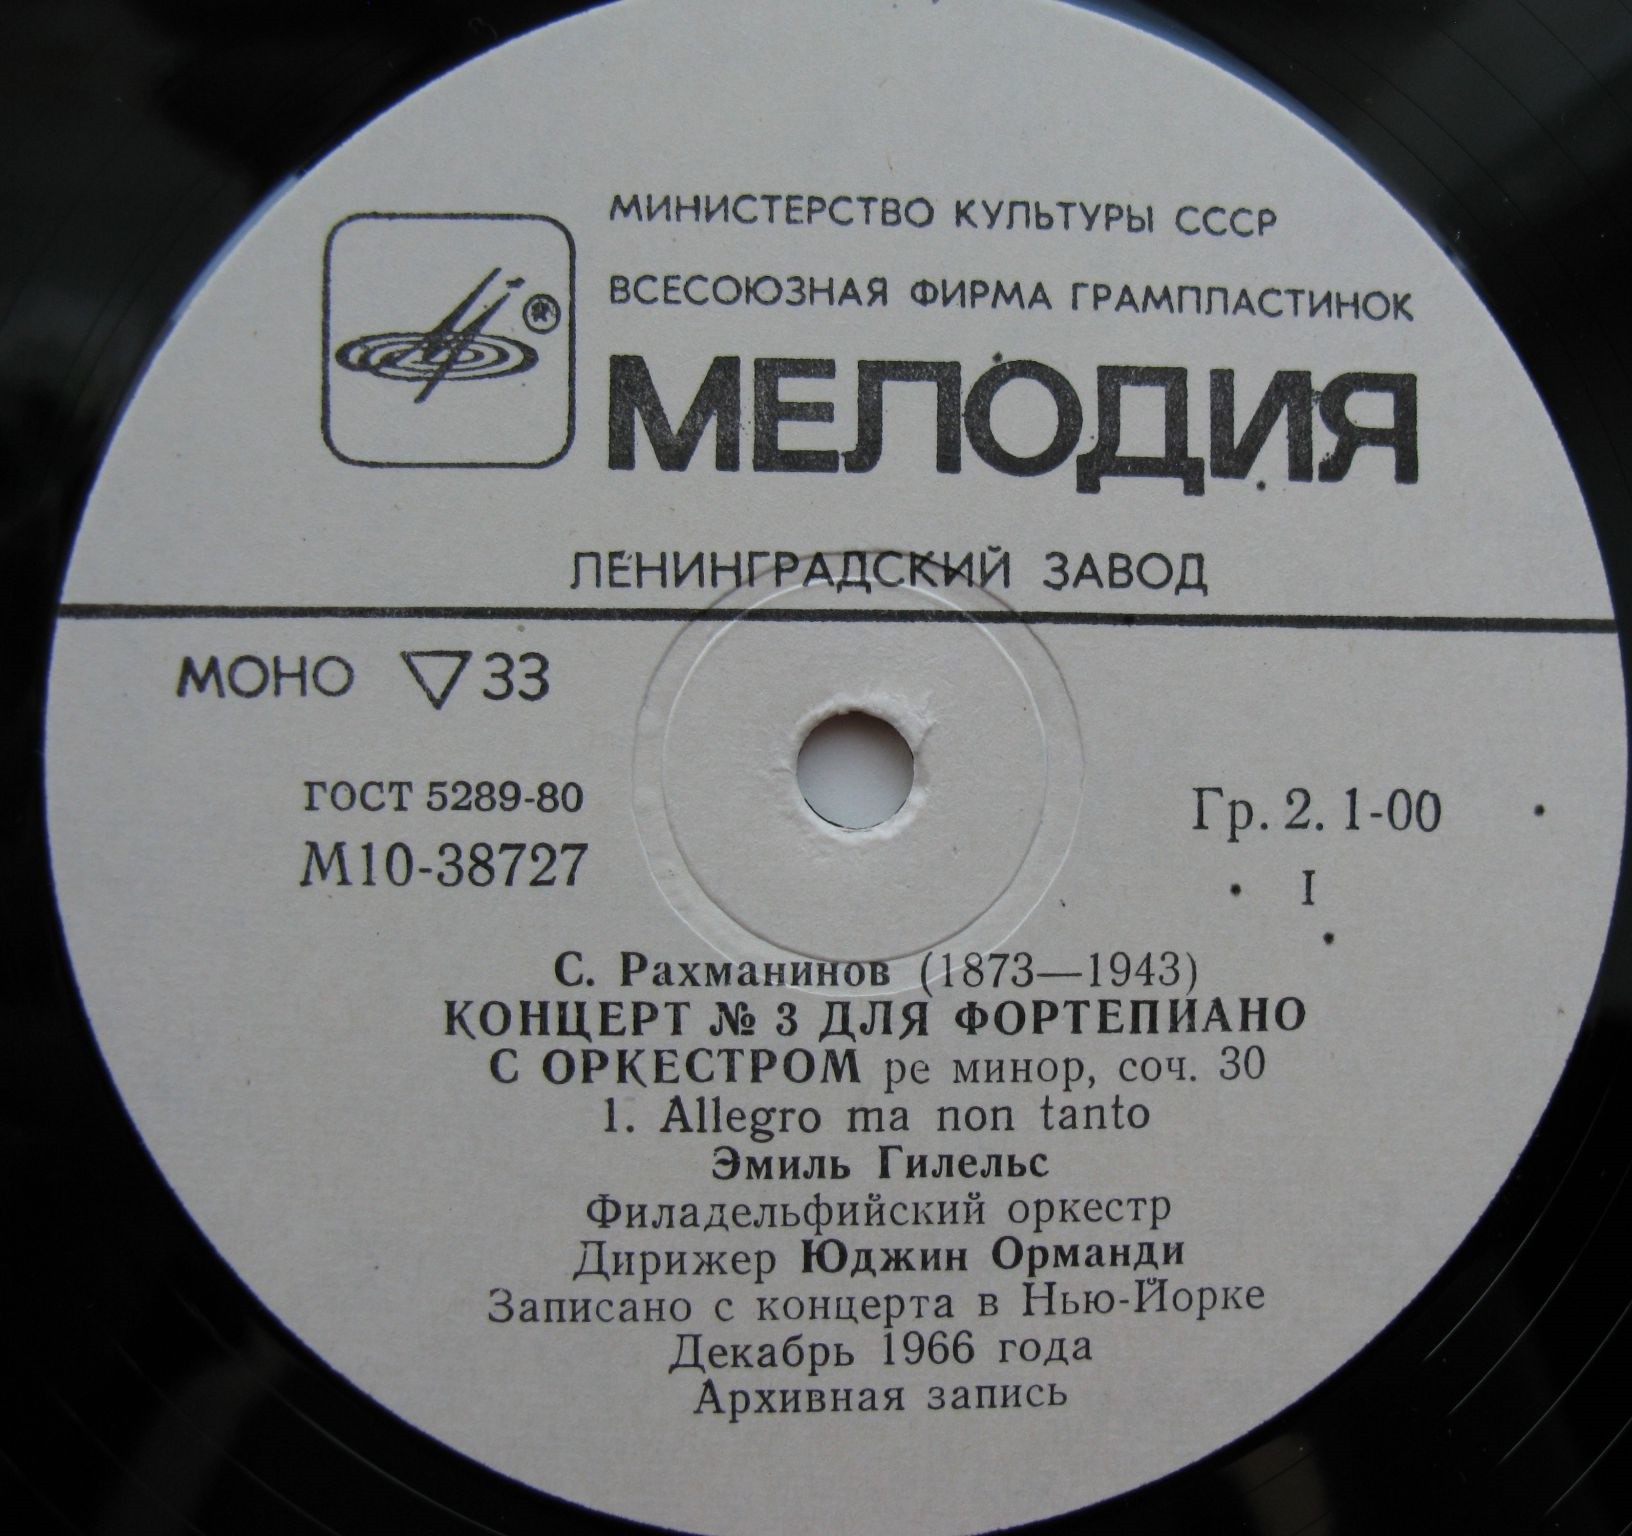 МИНИСТЕРСТВО КУЛЬТУРЫ СССР
ВСЕСОЮЗНАЯ ФИРМА ГРАМПЛАСТИНОК
МЕЛОДИЯ
ЛЕНИНГРАДСКИЙ ЗАВОД
МОНО ▽ 33
ГОСТ 5289-80
М10-38727
Гр. 2. 1-00
I
С. Рахманинов (1873—1943)
КОНЦЕРТ № 3 ДЛЯ ФОРТЕПИАНО
С ОРКЕСТРОМ ре минор, соч. 30
1. Allegro ma non tanto
Эмиль Гилельс
Филадельфийский оркестр
Дирижер Юджин Орманди
Записано с концерта в Нью-Йорке
Декабрь 1966 года
Архивная запись